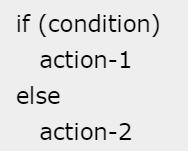 if (condition)
action-1
else
action-2